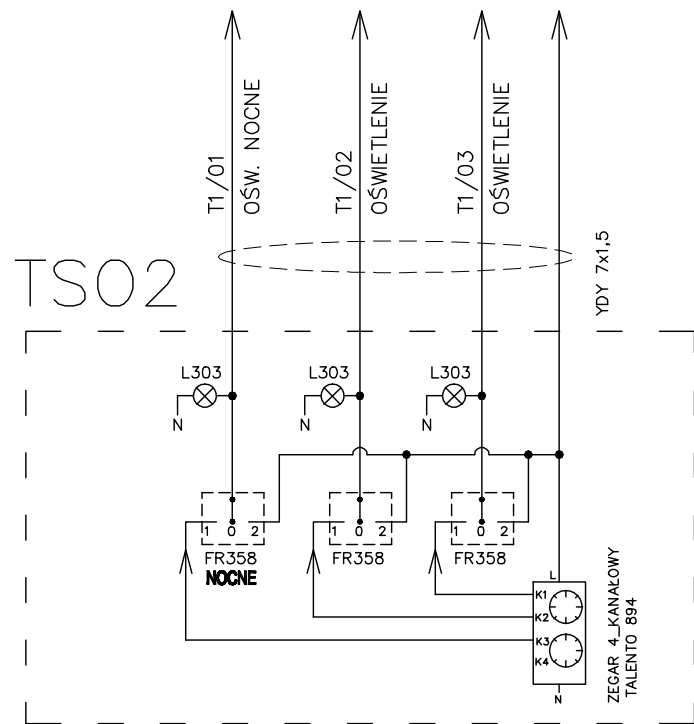 T1/01
OŚW. NOCNE
T1/02
OŚWIETLENIE
T1/03
OŚWIETLENIE
YDY 7x1,5
TSO2
L303
L303
L303
N
N
N
1 0 2
1 0 2
1 0 2
FR358
NOCNE
FR358
FR358
L
K1
K2
K3
K4
N
ZEGAR 4_KANAŁOWY
TALENTO 894